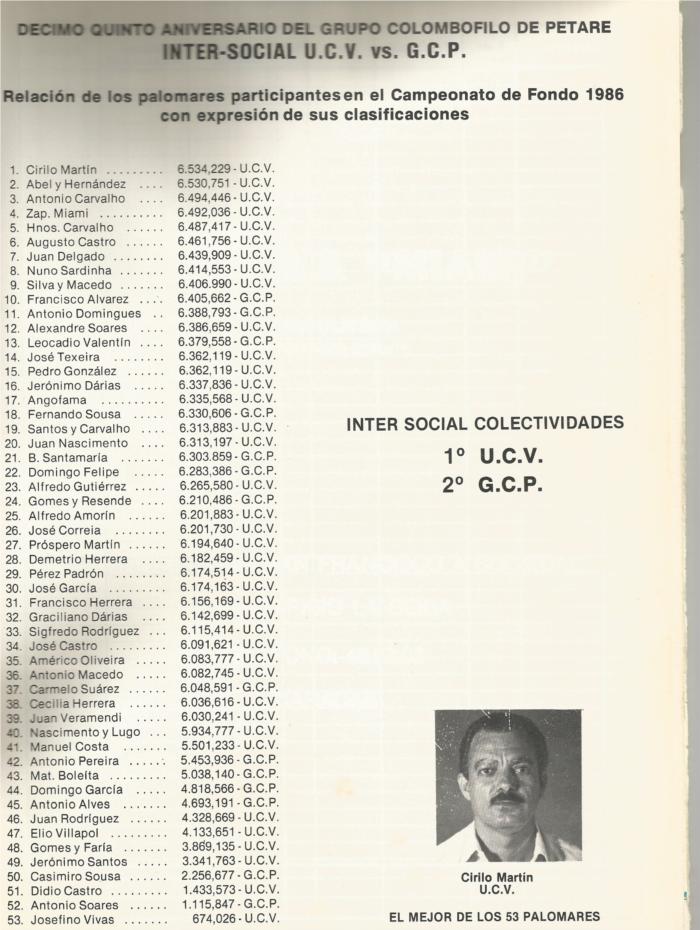 DECIMO QUINTO ANIVERSARIO DEL GRUPO COLOMBOFILO DE PETARE
INTER-SOCIAL U.C.V. vs. G.C.P.
Relación de los palomares participantes en el Campeonato de Fondo 1986
con expresión de sus clasificaciones
1. Cirilo Martín ......... 6.534,229 - U.C.V.
2. Abel y Hernández .... 6.530,751 - U.C.V.
3. Antonio Carvalho .... 6.494,446 - U.C.V.
4. Zap. Miami .......... 6.492,036 - U.C.V.
5. Hnos. Carvalho ...... 6.487,417 - U.C.V.
6. Augusto Castro ...... 6.461,756 - U.C.V.
7. Juan Delgado ........ 6.439,909 - U.C.V.
8. Nuno Sardinha ....... 6.414,553 - U.C.V.
9. Silva y Macedo ...... 6.406.990 - U.C.V.
10. Francisco Alvarez .... 6.405,662 - G.C.P.
11. Antonio Domingues .. 6.388,793 - G.C.P.
12. Alexandre Soares .... 6.386,659 - U.C.V.
13. Leocadio Valentín .... 6.379,558 - G.C.P.
14. José Texeira ........ 6.362,119 - U.C.V.
15. Pedro González ...... 6.362,119 - U.C.V.
16. Jerónimo Dárias ..... 6.337,836 - U.C.V.
17. Angofama .......... 6.335,568 - U.C.V.
18. Fernando Sousa ..... 6.330,606 - G.C.P.
19. Santos y Carvalho .... 6.313,883 - U.C.V.
20. Juan Nascimento .... 6.313,197 - U.C.V.
21. B. Santamaría ....... 6.303.859 - G.C.P.
22. Domingo Felipe ..... 6.283,386 - G.C.P.
23. Alfredo Gutiérrez ..... 6.265,580 - U.C.V.
24. Gomes y Resende .... 6.210,486 - G.C.P.
25. Alfredo Amorín ...... 6.201,883 - U.C.V.
26. José Correia ........ 6.201,730 - U.C.V.
27. Próspero Martín ...... 6.194,640 - U.C.V.
28. Demetrio Herrera .... 6.182,459 - U.C.V.
29. Pérez Padrón ........ 6.174,514 - U.C.V.
30. José García ......... 6.174,163 - U.C.V.
31. Francisco Herrera .... 6.156,169 - U.C.V.
32. Graciliano Dárias .... 6.142,699 - U.C.V.
33. Sigfredo Rodríguez ... 6.115,414 - U.C.V.
34. José Castro ......... 6.091,621 - U.C.V.
35. Américo Oliveira ..... 6.083,777 - U.C.V.
36. Antonio Macedo ..... 6.082,745 - U.C.V.
37. Carmelo Suárez ...... 6.048,591 - G.C.P.
38. Cecilia Herrera ...... 6.036,616 - U.C.V.
39. Juan Veramendi ..... 6.030,241 - U.C.V.
40. Nascimento y Lugo ... 5.934,777 - U.C.V.
41. Manuel Costa ....... 5.501,233 - U.C.V.
42. Antonio Pereira ...... 5.453,936 - G.C.P.
43. Mat. Boleíta ......... 5.038,140 - G.C.P.
44. Domingo García ..... 4.818,566 - G.C.P.
45. Antonio Alves ....... 4.693,191 - G.C.P.
46. Juan Rodríguez ...... 4.328,669 - U.C.V.
47. Elio Villapol ......... 4.133,651 - U.C.V.
48. Gomes y Faría ....... 3.869,135 - U.C.V.
49. Jerónimo Santos ..... 3.341,763 - U.C.V.
50. Casimiro Sousa ...... 2.256,677 - G.C.P.
51. Didio Castro ......... 1.433,573 - U.C.V.
52. Antonio Soares ...... 1.115,847 - G.C.P.
53. Josefino Vivas ....... 674,026 - U.C.V.
INTER SOCIAL COLECTIVIDADES
1º U.C.V.
2º G.C.P.
Cirilo Martín
U.C.V.
EL MEJOR DE LOS 53 PALOMARES